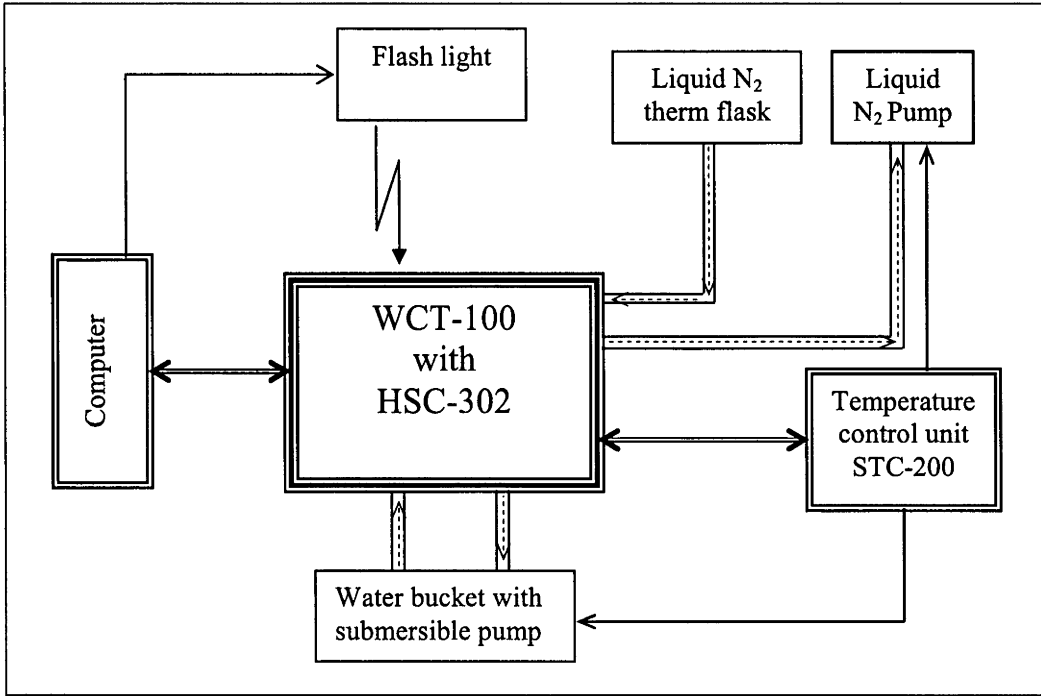 Flash light
Liquid N₂
therm flask
Liquid
N₂ Pump
Computer
WCT-100
with
HSC-302
Temperature
control unit
STC-200
Water bucket with
submersible pump